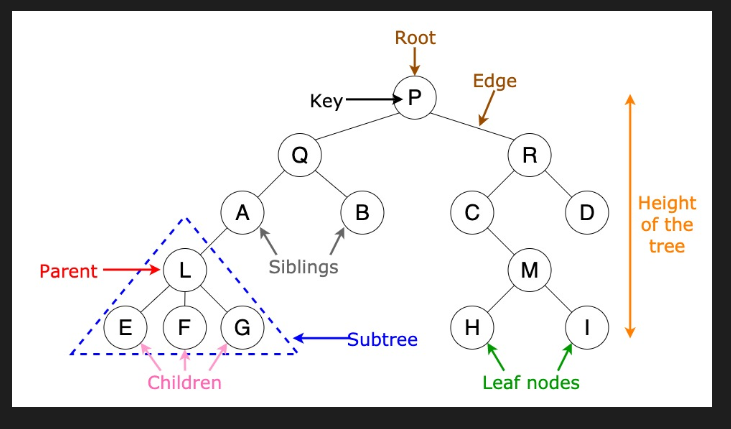 Root
Key
P
Edge
Q
R
A
B
C
D
Height
of the
tree
Siblings
Parent
L
M
E
F
G
H
I
Subtree
Children
Leaf nodes